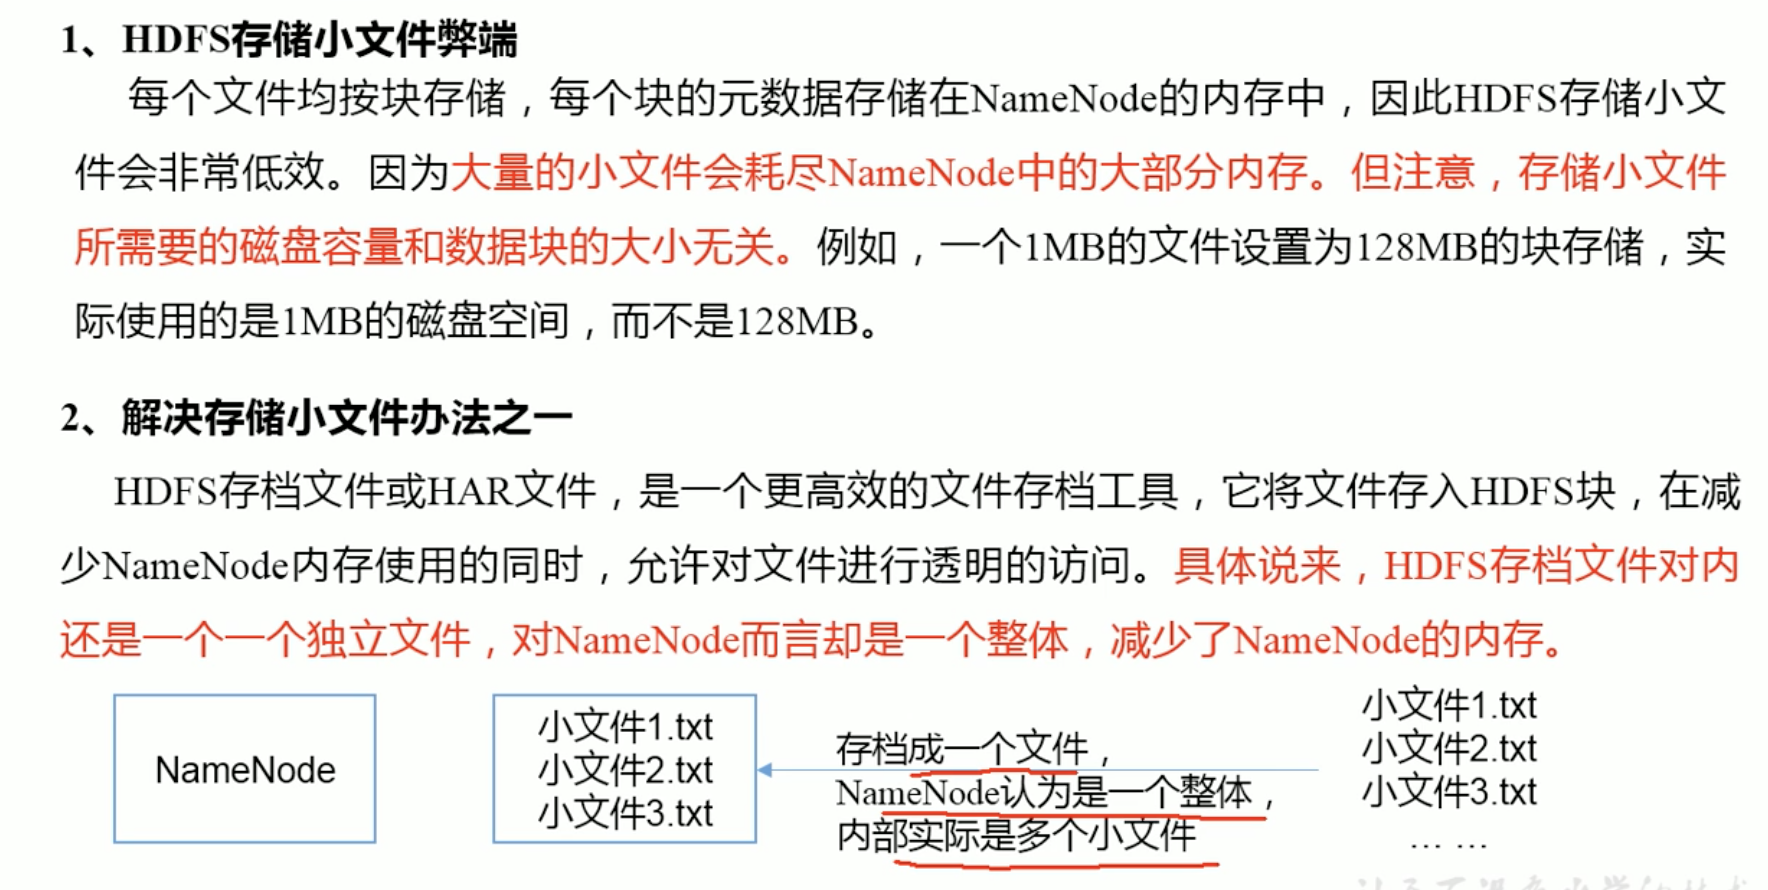 1、HDFS存储小文件弊端
每个文件均按块存储，每个块的元数据存储在NameNode的内存中，因此HDFS存储小文
件会非常低效。因为大量的小文件会耗尽NameNode中的大部分内存。但注意，存储小文件
所需要的磁盘容量和数据块的大小无关。例如，一个1MB的文件设置为128MB的块存储，实
际使用的是1MB的磁盘空间，而不是128MB。
2、解决存储小文件办法之一
HDFS存档文件或HAR文件，是一个更高效的文件存档工具，它将文件存入HDFS块，在减
少NameNode内存使用的同时，允许对文件进行透明的访问。具体说来，HDFS存档文件对内
还是一个一个独立文件，对NameNode而言却是一个整体，减少了NameNode的内存。
NameNode
小文件1.txt
小文件2.txt
小文件3.txt
存档成一个文件，
NameNode认为是一个整体，
内部实际是多个小文件
小文件1.txt
小文件2.txt
小文件3.txt
... ...